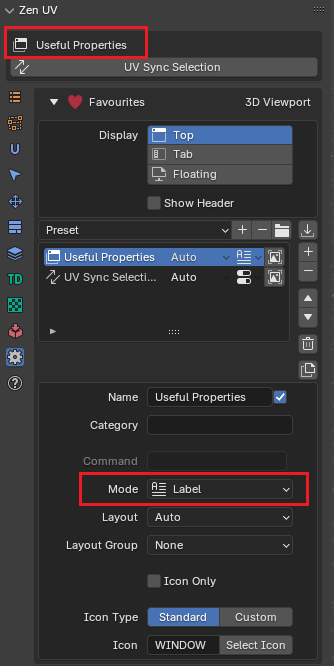 Zen UV
Useful Properties
UV Sync Selection
Favourites 3D Viewport
Display Top
Tab
Floating
Show Header
Preset
Useful Properties Auto
UV Sync Selecti... Auto
U
TD
Name Useful Properties
Category
Command
Mode Label
Layout Auto
Layout Group None
Icon Only
Icon Type Standard Custom
Icon WINDOW Select Icon